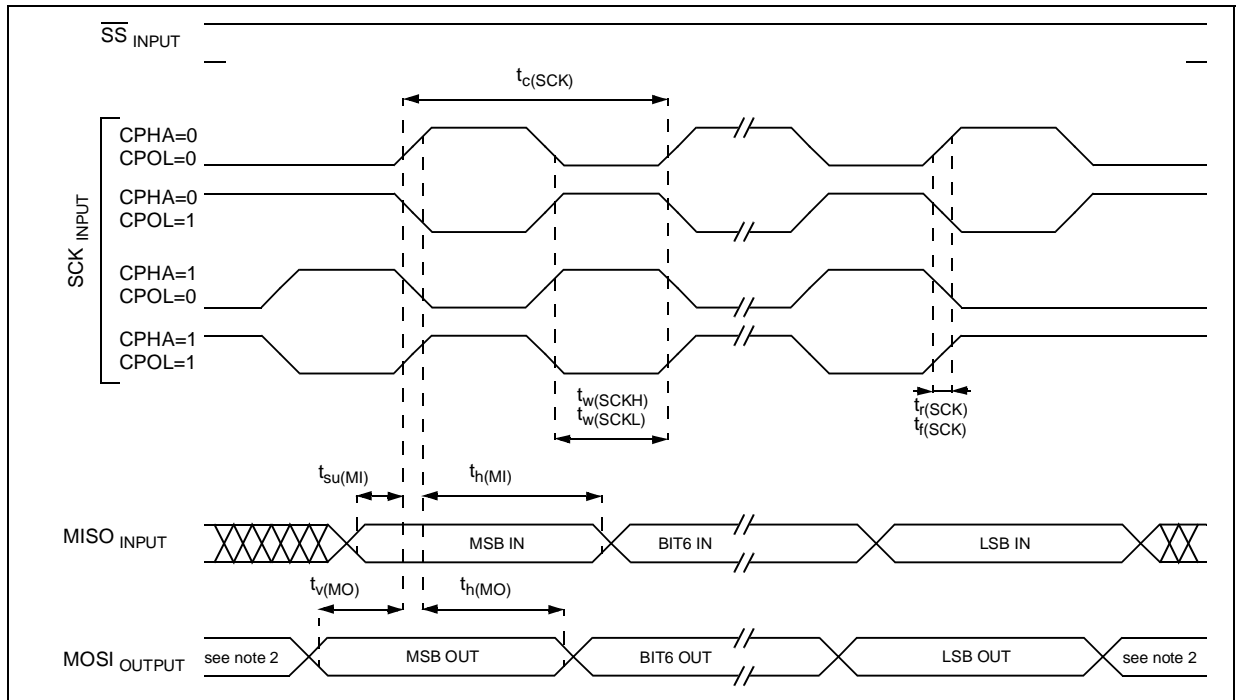 SS INPUT
tc(SCK)
SCK INPUT
CPHA=0
CPOL=0
CPHA=0
CPOL=1
CPHA=1
CPOL=0
CPHA=1
CPOL=1
tw(SCKH)
tw(SCKL)
tr(SCK)
tf(SCK)
tsu(MI)
th(MI)
MISO INPUT
MSB IN
BIT6 IN
LSB IN
tv(MO)
th(MO)
MOSI OUTPUT
see note 2
MSB OUT
BIT6 OUT
LSB OUT
see note 2